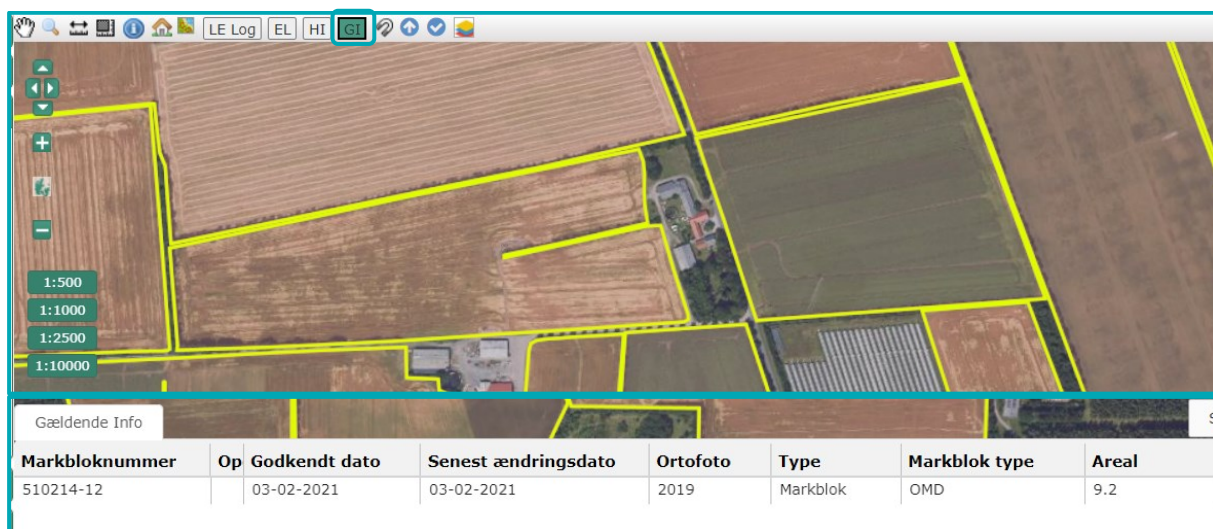 LE Log EL HI GI
1:500
1:1000
1:2500
1:10000
Gældende Info S
Markbloknummer Op Godkendt dato Senest ændringsdato Ortofoto Type Markblok type Areal
510214-12 03-02-2021 03-02-2021 2019 Markblok OMD 9.2